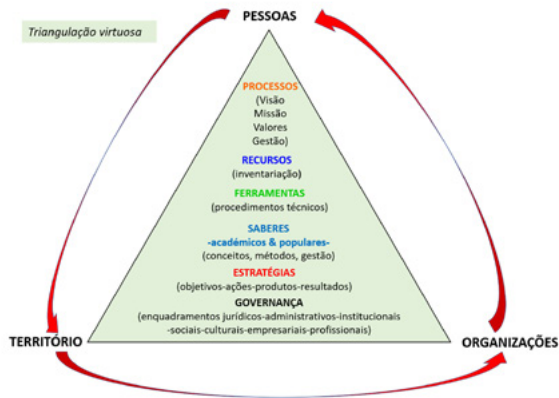 Triangulação virtuosa
PESSOAS
PROCESSOS
(Visão
Missão
Valores
Gestão)
RECURSOS
(inventariação)
FERRAMENTAS
(procedimentos técnicos)
SABERES
-académicos & populares-
(conceitos, métodos, gestão)
ESTRATÉGIAS
(objetivos-ações-produtos-resultados)
GOVERNANÇA
(enquadramentos jurídicos-administrativos-institucionais
-sociais-culturais-empresariais-profissionais)
TERRITÓRIO
ORGANIZAÇÕES